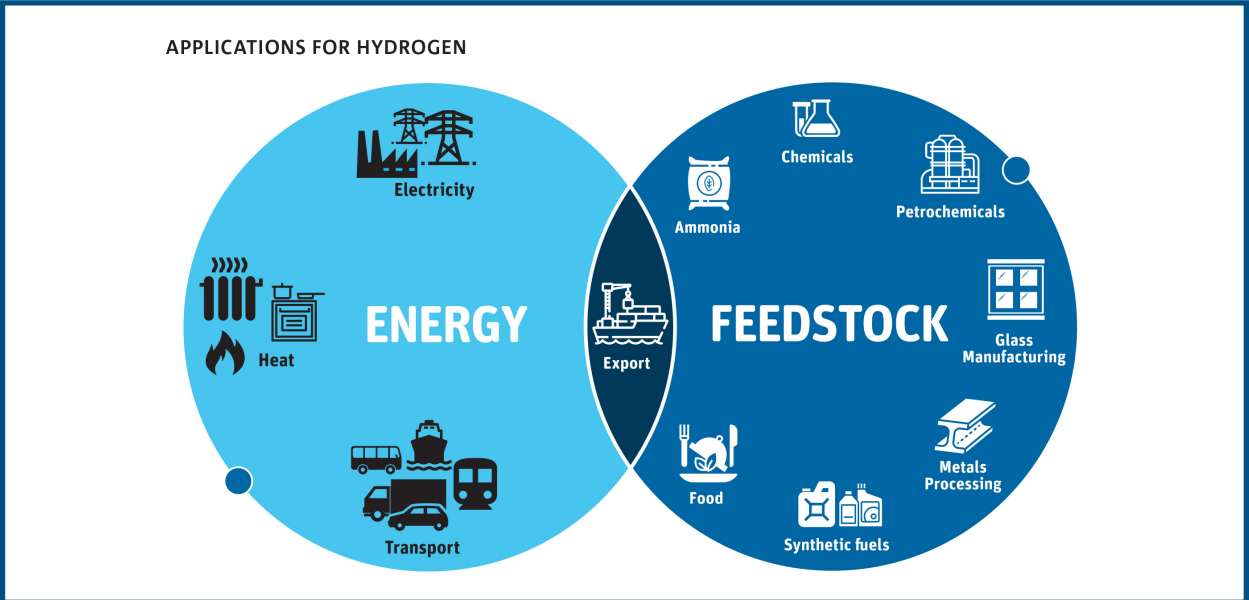 APPLICATIONS FOR HYDROGEN
Electricity
Heat
ENERGY
Transport
Export
Chemicals
Ammonia
Petrochemicals
FEEDSTOCK
Glass
Manufacturing
Metals
Processing
Food
Synthetic fuels